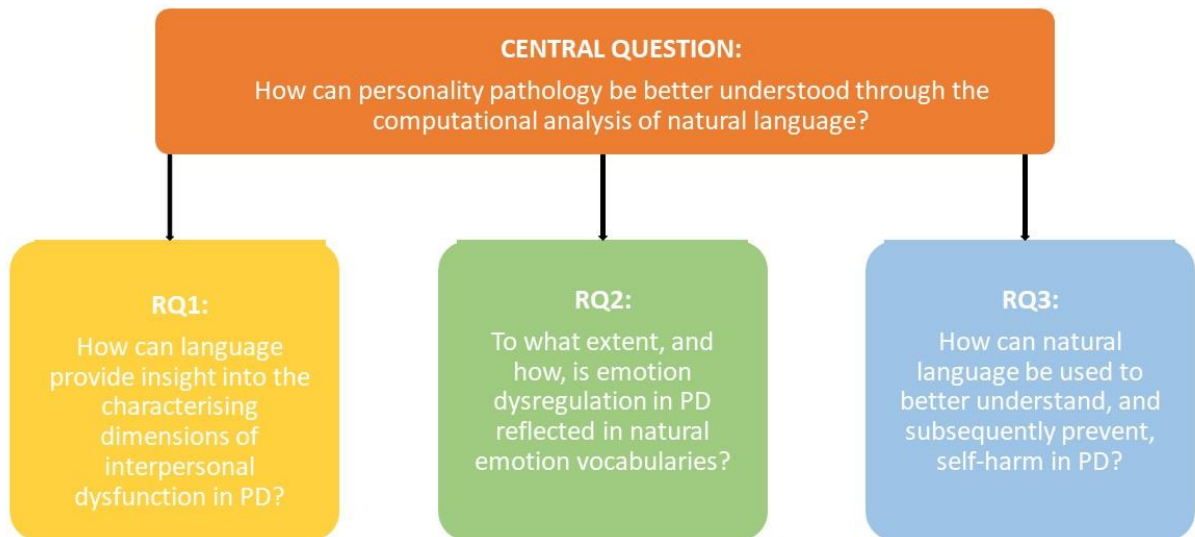 CENTRAL QUESTION:
How can personality pathology be better understood through the
computational analysis of natural language?
RQ1:
How can language
provide insight into the
characterising
dimensions of
interpersonal
dysfunction in PD?
RQ2:
To what extent, and
how, is emotion
dysregulation in PD
reflected in natural
emotion vocabularies?
RQ3:
How can natural
language be used to
better understand, and
subsequently prevent,
self-harm in PD?